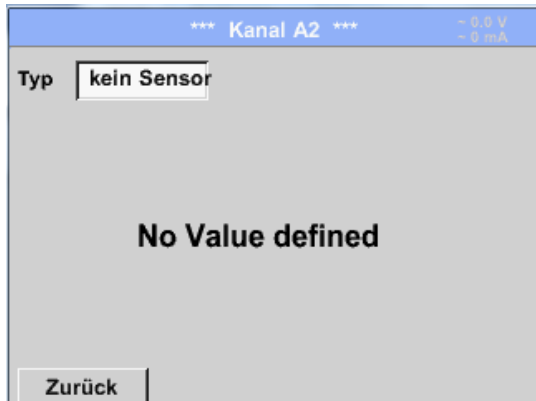 *** Kanal A2 ***
~ 0.0 V
~ 0 mA
Typ kein Sensor
No Value defined
Zurück